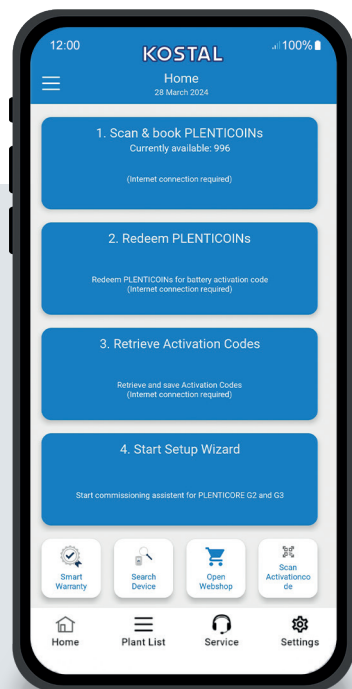 12:00
100%
KOSTAL
Home
28 March 2024
1. Scan & book PLENTICOINs
Currently available: 996
(Internet connection required)
2. Redeem PLENTICOINs
Redeem PLENTICOINs for battery activation code
(Internet connection required)
3. Retrieve Activation Codes
Retrieve and save Activation Codes
(Internet connection required)
4. Start Setup Wizard
Start commissioning assistent for PLENTICORE G2 and G3
Smart
Warranty
Search
Device
Open
Webshop
Scan
Activationco
de
Home
Plant List
Service
Settings